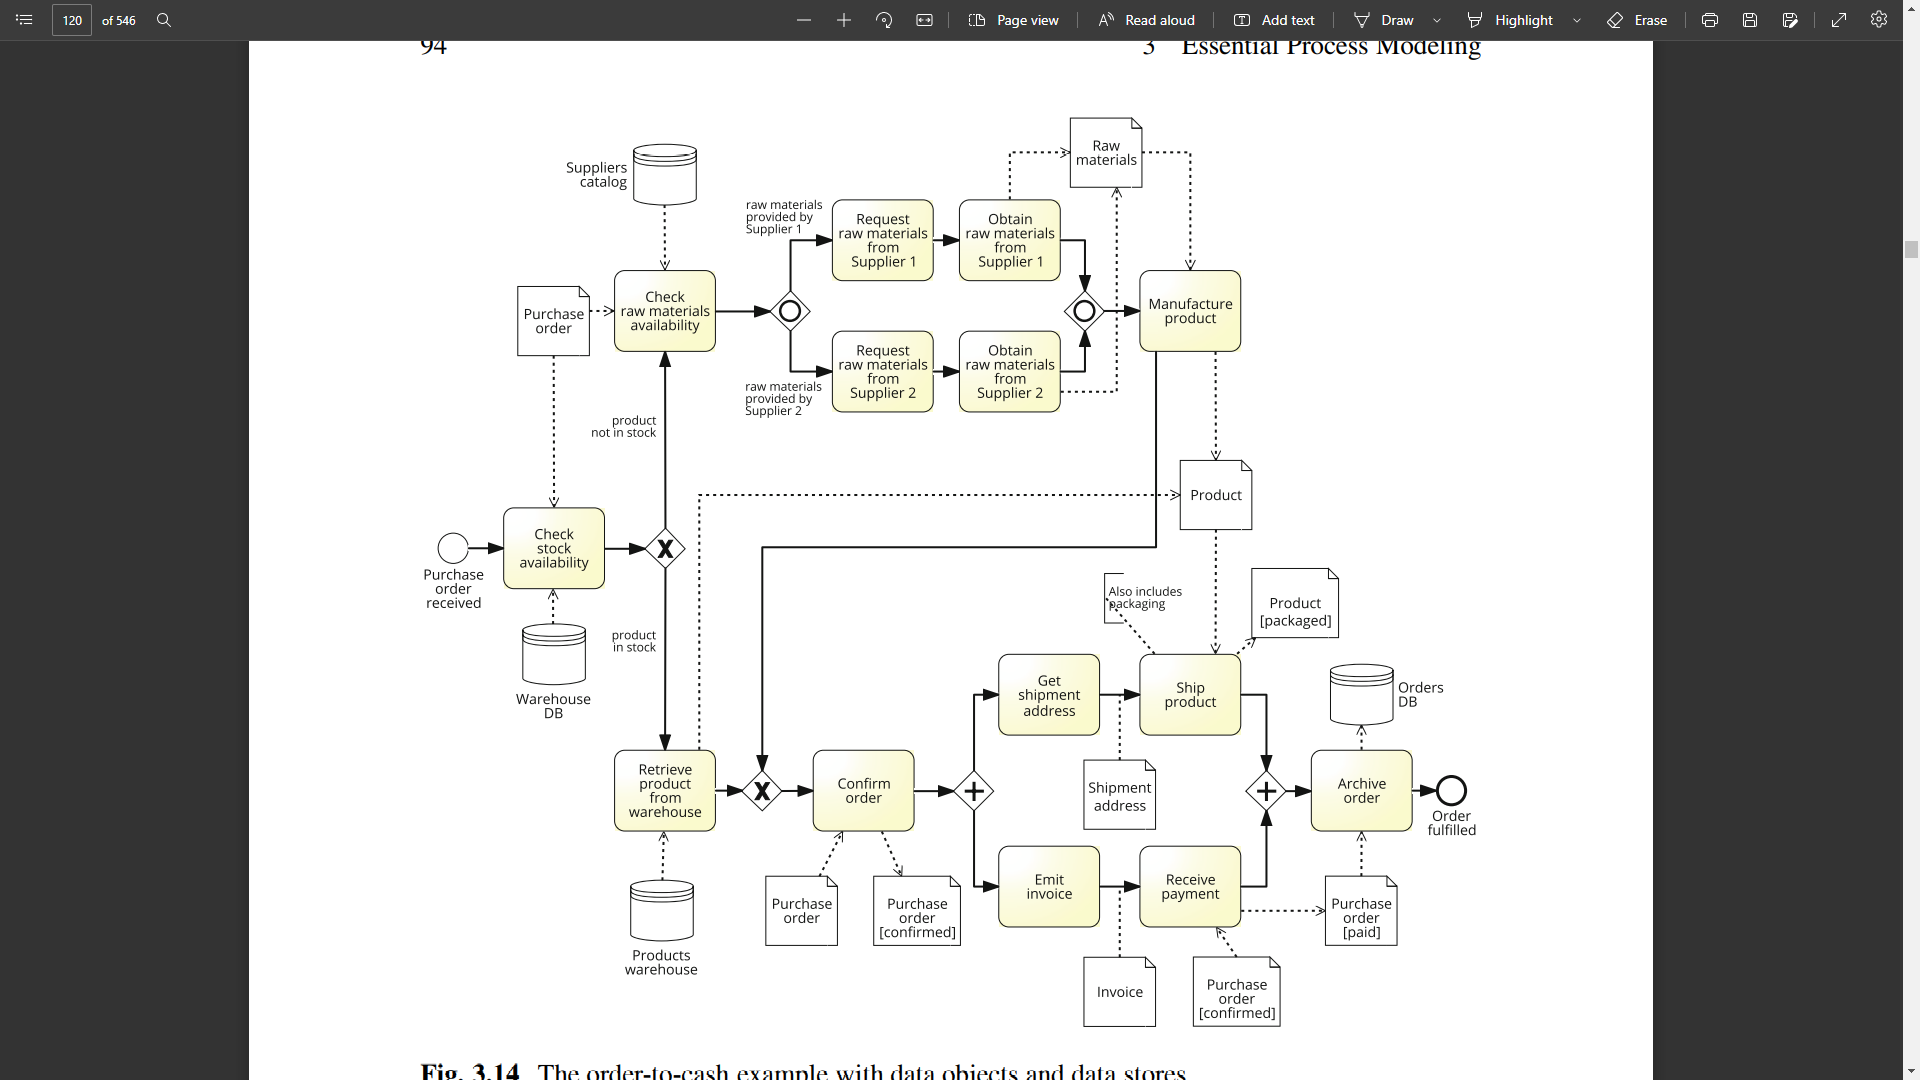 120 of 546
Page view
Read aloud
Add text
Draw
Highlight
Erase
94
3 Essential Process Modeling
Raw
materials
Suppliers
catalog
raw materials
provided by
Supplier 1
Request
raw materials
from
Supplier 1
Obtain
raw materials
from
Supplier 1
Purchase
order
Check
raw materials
availability
Manufacture
product
Request
raw materials
from
Supplier 2
Obtain
raw materials
from
Supplier 2
raw materials
provided by
Supplier 2
product
not in stock
Product
Purchase
order
received
Check
stock
availability
X
Also includes
packaging
Product
[packaged]
product
in stock
Warehouse
DB
Get
shipment
address
Ship
product
Orders
DB
Retrieve
product
from
warehouse
X
Confirm
order
Shipment
address
Archive
order
Order
fulfilled
Purchase
order
Purchase
order
[confirmed]
Emit
invoice
Receive
payment
Purchase
order
[paid]
Products
warehouse
Invoice
Purchase
order
[confirmed]
Fig. 3.14 The order-to-cash example with data objects and data stores